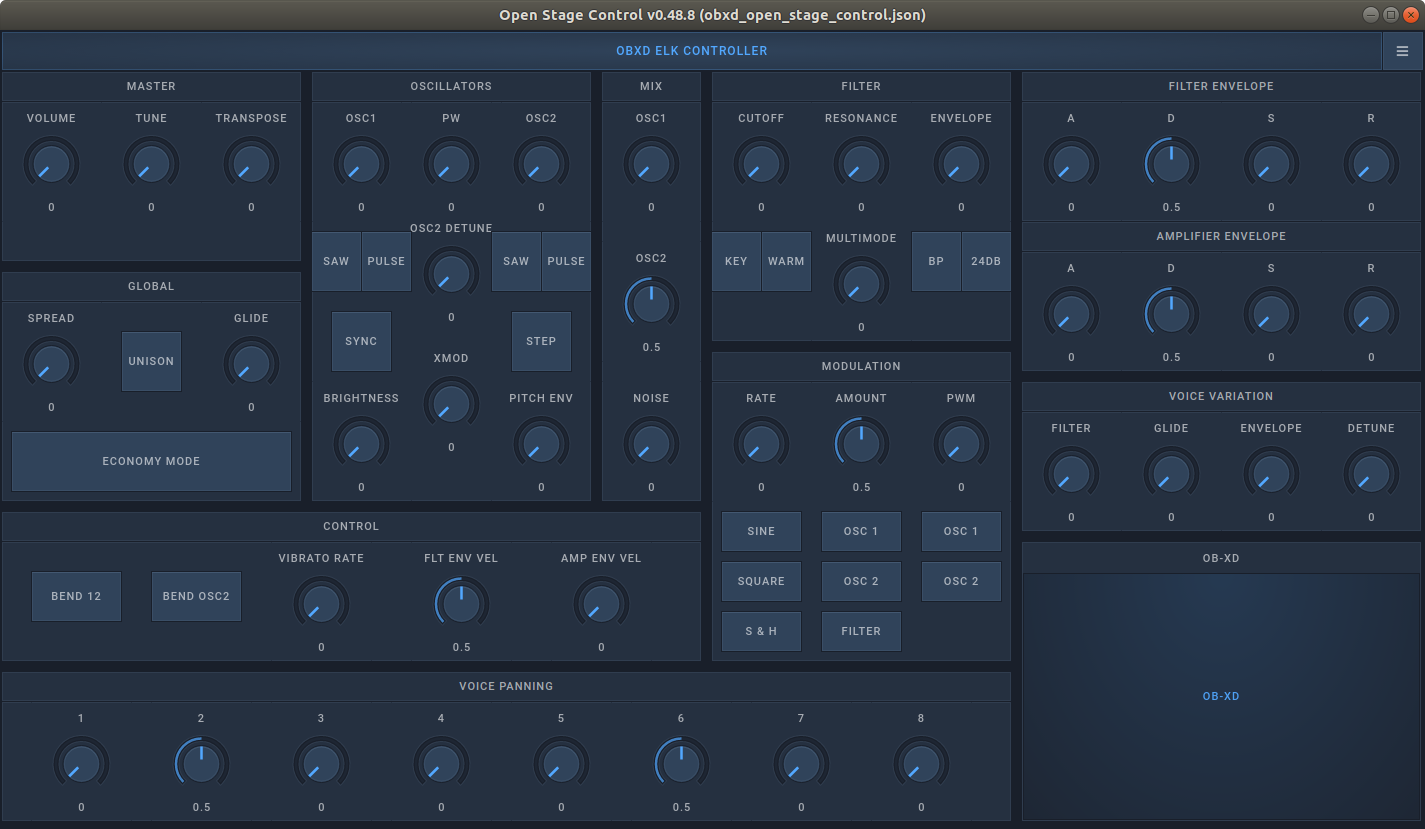 Open Stage Control v0.48.8 (obxd_open_stage_control.json)
OBXD ELK CONTROLLER
MASTER
VOLUME TUNE TRANSPOSE
0 0 0
GLOBAL
SPREAD GLIDE
UNISON
0 0
ECONOMY MODE
OSCILLATORS
OSC1 PW OSC2
0 0 0
OSC2 DETUNE
SAW PULSE SAW PULSE
0
SYNC STEP
XMOD
BRIGHTNESS PITCH ENV
0
0 0
MIX
OSC1
0
OSC2
0.5
NOISE
0
FILTER
CUTOFF RESONANCE ENVELOPE
0 0 0
MULTIMODE
KEY WARM BP 24DB
0
MODULATION
RATE AMOUNT PWM
0 0.5 0
SINE OSC 1 OSC 1
SQUARE OSC 2 OSC 2
S & H FILTER
FILTER ENVELOPE
A D S R
0 0.5 0 0
AMPLIFIER ENVELOPE
A D S R
0 0.5 0 0
VOICE VARIATION
FILTER GLIDE ENVELOPE DETUNE
0 0 0 0
CONTROL
VIBRATO RATE FLT ENV VEL AMP ENV VEL
BEND 12 BEND OSC2
0 0.5 0
VOICE PANNING
1 2 3 4 5 6 7 8
0 0.5 0 0 0 0.5 0 0
OB-XD
OB-XD